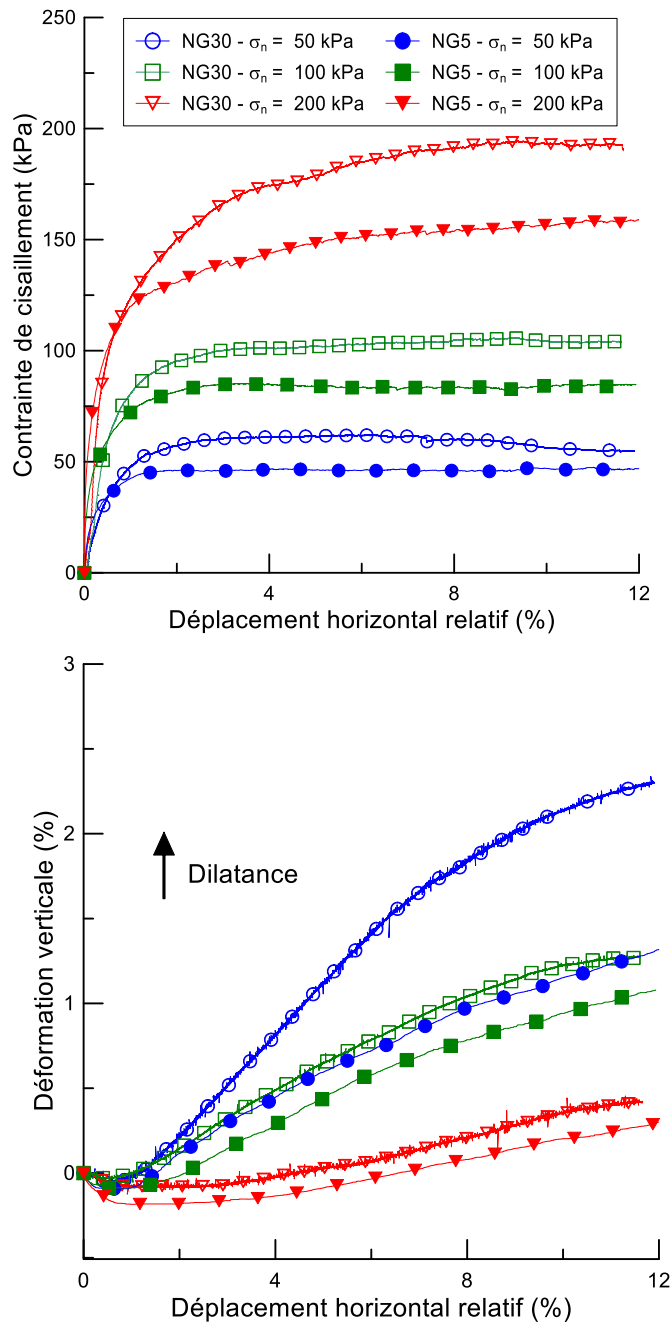 NG30 - σn = 50 kPa NG5 - σn = 50 kPa
NG30 - σn = 100 kPa NG5 - σn = 100 kPa
NG30 - σn = 200 kPa NG5 - σn = 200 kPa
250
200
150
100
50
0
Contrainte de cisaillement (kPa)
0 4 8 12
Déplacement horizontal relatif (%)
3
2
1
0
Déformation verticale (%)
Dilatance
0 4 8 12
Déplacement horizontal relatif (%)